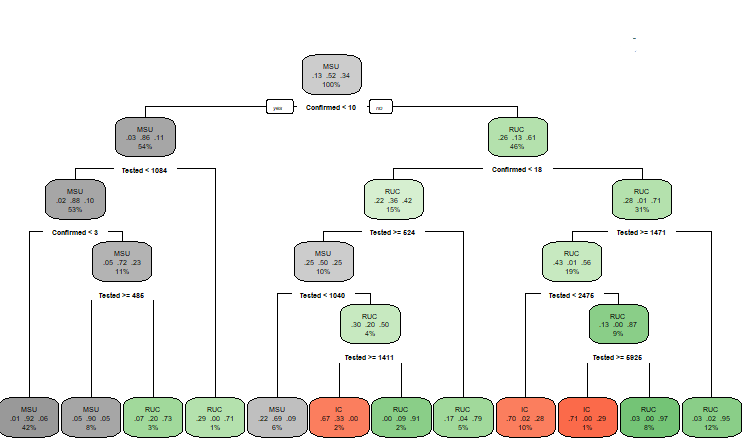 MSU
.13 .52 .34
100%
yes Confirmed < 10 no
MSU
.03 .86 .11
54%
RUC
.26 .13 .61
46%
Tested < 1084
Confirmed < 18
MSU
.02 .88 .10
53%
RUC
.22 .36 .42
15%
RUC
.28 .01 .71
31%
Confirmed < 3
Tested >= 524
Tested >= 1471
MSU
.05 .72 .23
11%
MSU
.25 .50 .25
10%
RUC
.43 .01 .56
19%
Tested >= 485
Tested < 1040
Tested < 2475
RUC
.30 .20 .50
4%
RUC
.13 .00 .87
9%
Tested >= 1411
Tested >= 5925
MSU
.01 .92 .06
42%
MSU
.05 .90 .05
8%
RUC
.07 .20 .73
3%
RUC
.29 .00 .71
1%
MSU
.22 .69 .09
6%
IC
.67 .33 .00
2%
RUC
.00 .09 .91
2%
RUC
.17 .04 .79
5%
IC
.70 .02 .28
10%
IC
.71 .00 .29
1%
RUC
.03 .00 .97
8%
RUC
.03 .02 .95
12%